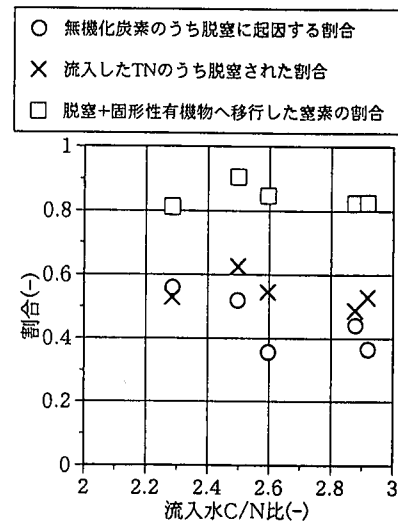 ○ 無機化炭素のうち脱窒に起因する割合
× 流入したTNのうち脱窒された割合
□ 脱窒+固形性有機物へ移行した窒素の割合
1
0.8
0.6
0.4
0.2
0
割合(-)
2 2.2 2.4 2.6 2.8 3
流入水C/N比(-)